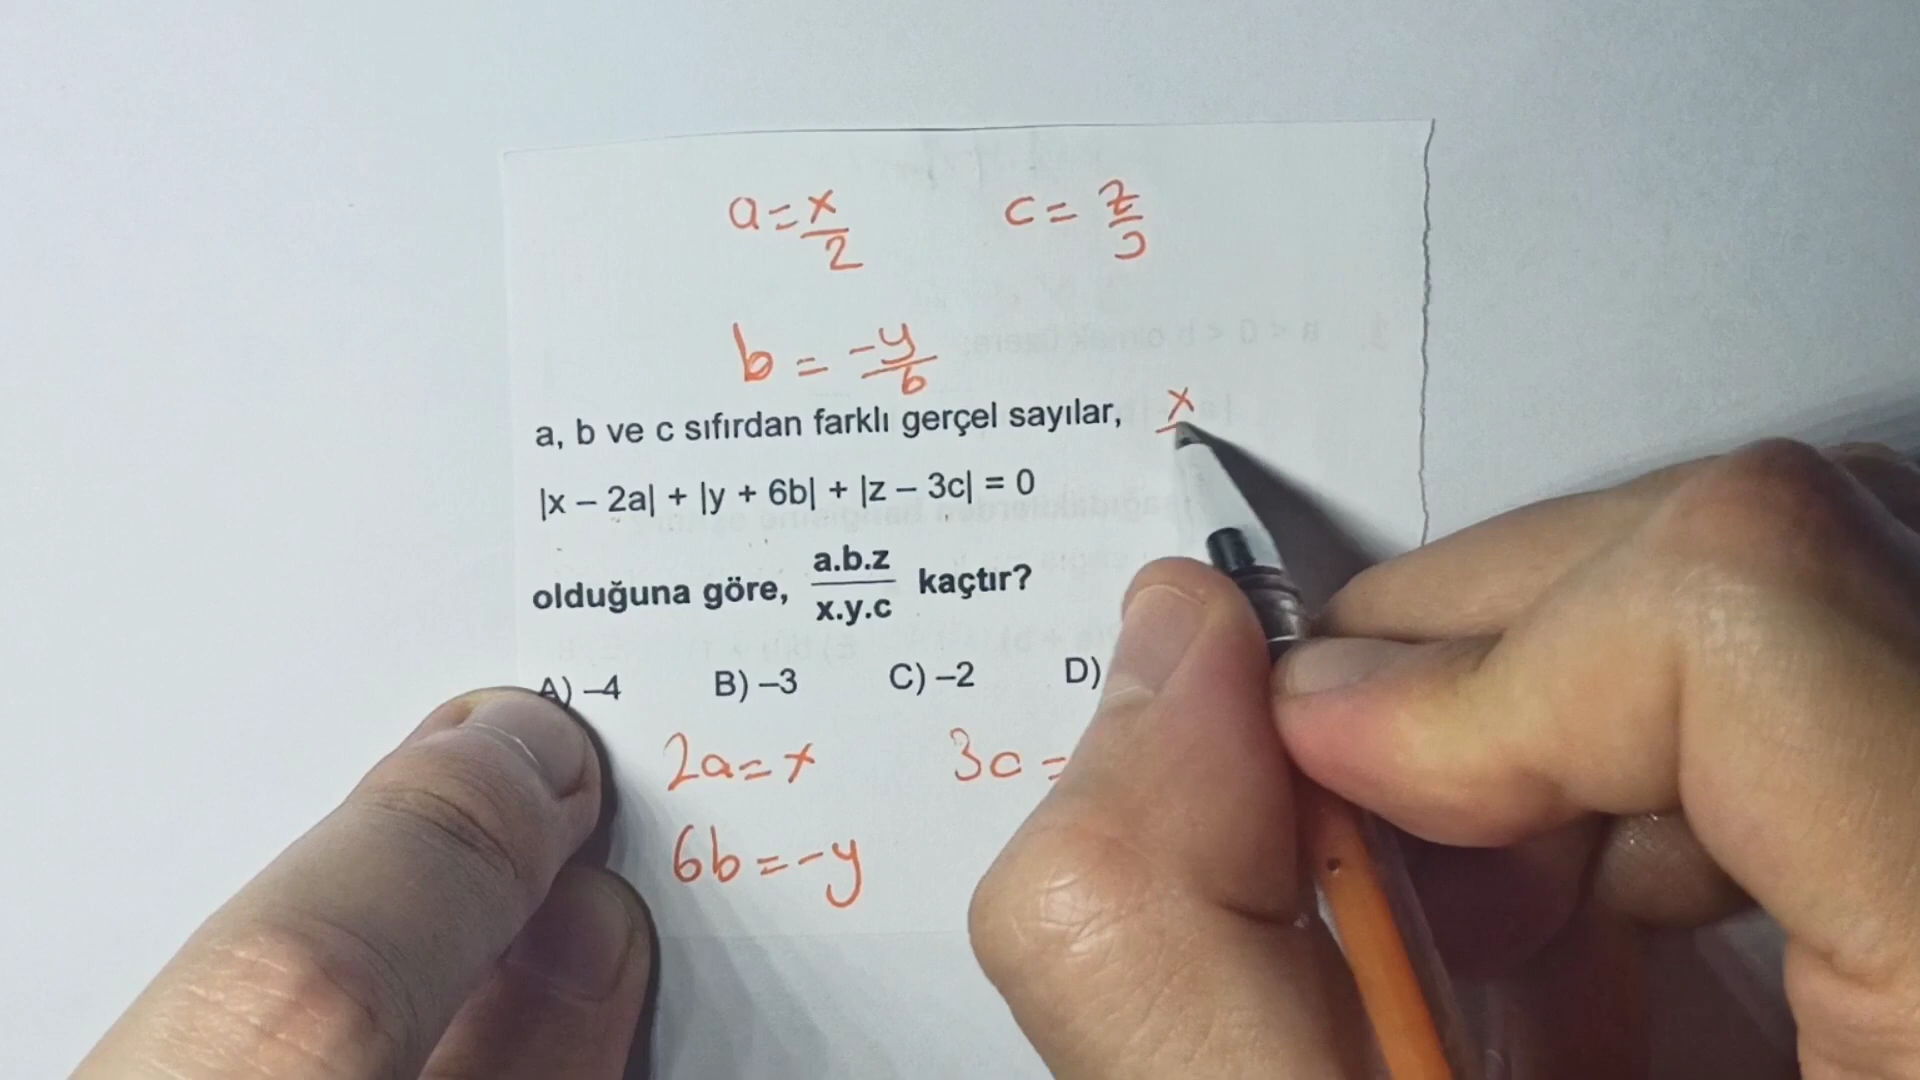 a = x/2 c = z/3
b = -y/6
a, b ve c sıfırdan farklı gerçel sayılar, x
|x – 2a| + |y + 6b| + |z – 3c| = 0
olduğuna göre, a.b.z/x.y.c kaçtır?
A) –4 B) –3 C) –2 D)
2a = x 3c =
6b = -y